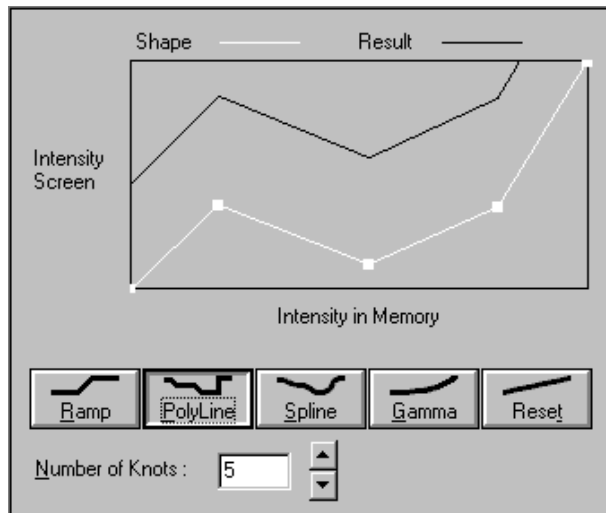 Shape Result
Intensity
Screen
Intensity in Memory
Ramp PolyLine Spline Gamma Reset
Number of Knots : 5